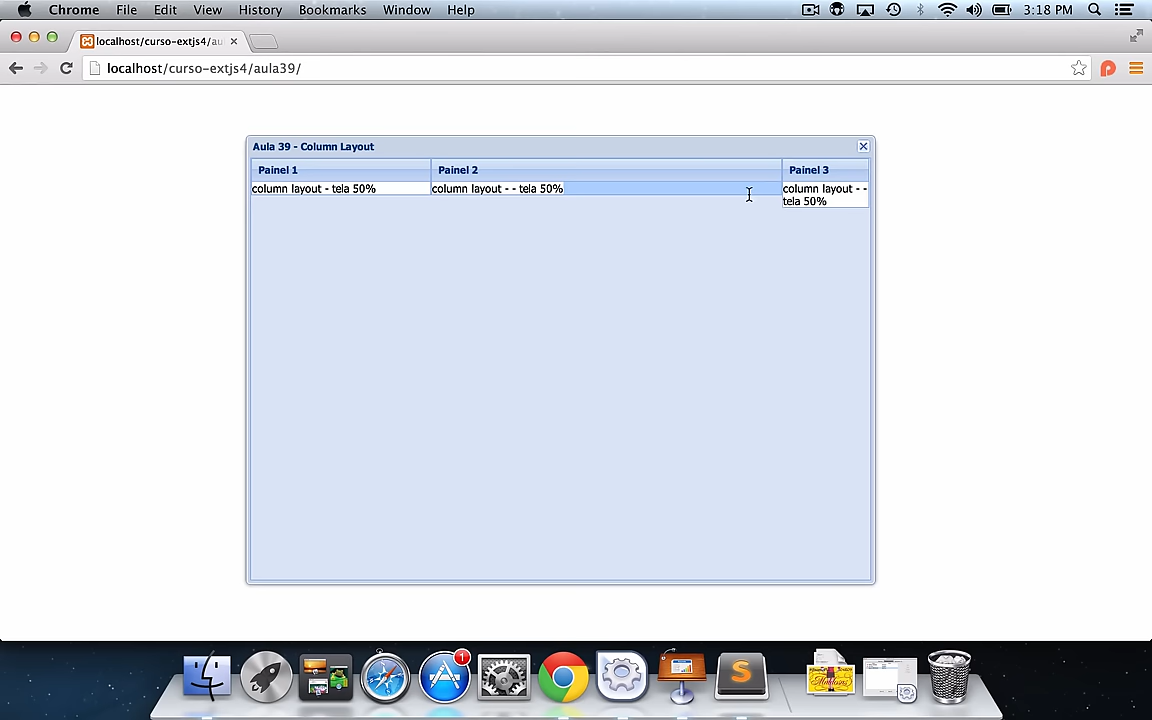 Chrome File Edit View History Bookmarks Window Help 3:18 PM
localhost/curso-extjs4/au
localhost/curso-extjs4/aula39/
Aula 39 - Column Layout
Painel 1 Painel 2 Painel 3
column layout - tela 50% column layout - - tela 50% column layout - -
tela 50%
1
S